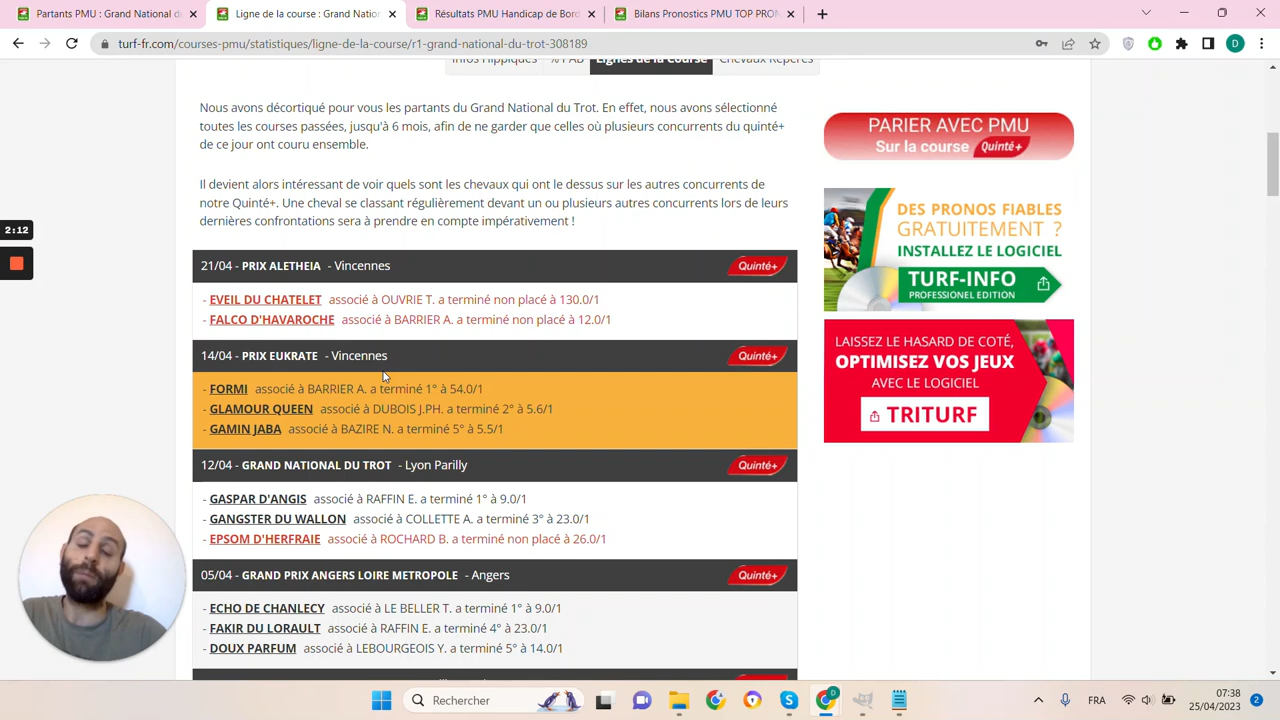 Partants PMU : Grand National d
Ligne de la course : Grand Nation
Résultats PMU Handicap de Bord
Bilans Pronostics PMU TOP PRON
turf-fr.com/courses-pmu/statistiques/ligne-de-la-course/r1-grand-national-du-trot-308189
Infos Hippiques % FAB Lignes de la Course Chevaux Repères
Nous avons décortiqué pour vous les partants du Grand National du Trot. En effet, nous avons sélectionné
toutes les courses passées, jusqu'à 6 mois, afin de ne garder que celles où plusieurs concurrents du quinté+
de ce jour ont couru ensemble.
Il devient alors intéressant de voir quels sont les chevaux qui ont le dessus sur les autres concurrents de
notre Quinté+. Une cheval se classant régulièrement devant un ou plusieurs autres concurrents lors de leurs
dernières confrontations sera à prendre en compte impérativement !
21/04 - PRIX ALETHEIA - Vincennes Quinté+
- EVEIL DU CHATELET associé à OUVRIE T. a terminé non placé à 130.0/1
- FALCO D'HAVAROCHE associé à BARRIER A. a terminé non placé à 12.0/1
14/04 - PRIX EUKRATE - Vincennes Quinté+
- FORMI associé à BARRIER A. a terminé 1° à 54.0/1
- GLAMOUR QUEEN associé à DUBOIS J.PH. a terminé 2° à 5.6/1
- GAMIN JABA associé à BAZIRE N. a terminé 5° à 5.5/1
12/04 - GRAND NATIONAL DU TROT - Lyon Parilly Quinté+
- GASPAR D'ANGIS associé à RAFFIN E. a terminé 1° à 9.0/1
- GANGSTER DU WALLON associé à COLLETTE A. a terminé 3° à 23.0/1
- EPSOM D'HERFRAIE associé à ROCHARD B. a terminé non placé à 26.0/1
05/04 - GRAND PRIX ANGERS LOIRE METROPOLE - Angers Quinté+
- ECHO DE CHANLECY associé à LE BELLER T. a terminé 1° à 9.0/1
- FAKIR DU LORAULT associé à RAFFIN E. a terminé 4° à 23.0/1
- DOUX PARFUM associé à LEBOURGEOIS Y. a terminé 5° à 14.0/1
PARIER AVEC PMU
Sur la course Quinté+
DES PRONOS FIABLES
GRATUITEMENT ?
INSTALLEZ LE LOGICIEL
TURF-INFO
PROFESSIONEL EDITION
LAISSEZ LE HASARD DE COTÉ,
OPTIMISEZ VOS JEUX
AVEC LE LOGICIEL
TRITURF
2:12
Rechercher
FRA
07:38
25/04/2023
2
D